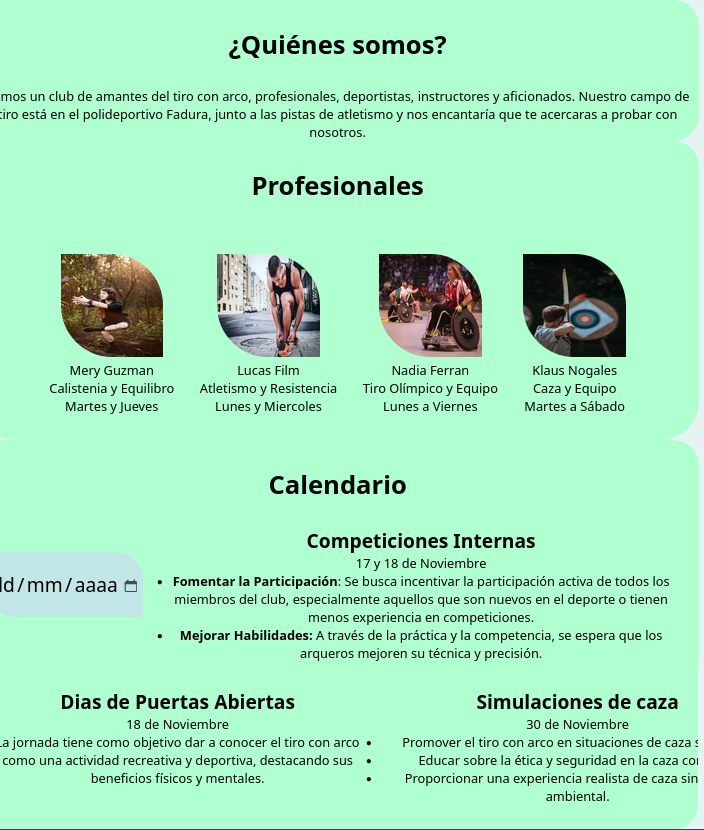 ¿Quiénes somos?
mos un club de amantes del tiro con arco, profesionales, deportistas, instructores y aficionados. Nuestro campo de
tiro está en el polideportivo Fadura, junto a las pistas de atletismo y nos encantaría que te acercaras a probar con
nosotros.
Profesionales
Mery Guzman
Calistenia y Equilibro
Martes y Jueves
Lucas Film
Atletismo y Resistencia
Lunes y Miercoles
Nadia Ferran
Tiro Olímpico y Equipo
Lunes a Viernes
Klaus Nogales
Caza y Equipo
Martes a Sábado
Calendario
dd/mm/aaaa
Competiciones Internas
17 y 18 de Noviembre
• Fomentar la Participación: Se busca incentivar la participación activa de todos los
miembros del club, especialmente aquellos que son nuevos en el deporte o tienen
menos experiencia en competiciones.
• Mejorar Habilidades: A través de la práctica y la competencia, se espera que los
arqueros mejoren su técnica y precisión.
Dias de Puertas Abiertas
18 de Noviembre
La jornada tiene como objetivo dar a conocer el tiro con arco
como una actividad recreativa y deportiva, destacando sus
beneficios físicos y mentales.
Simulaciones de caza
30 de Noviembre
• Promover el tiro con arco en situaciones de caza s
• Educar sobre la ética y seguridad en la caza co
• Proporcionar una experiencia realista de caza sin
ambiental.